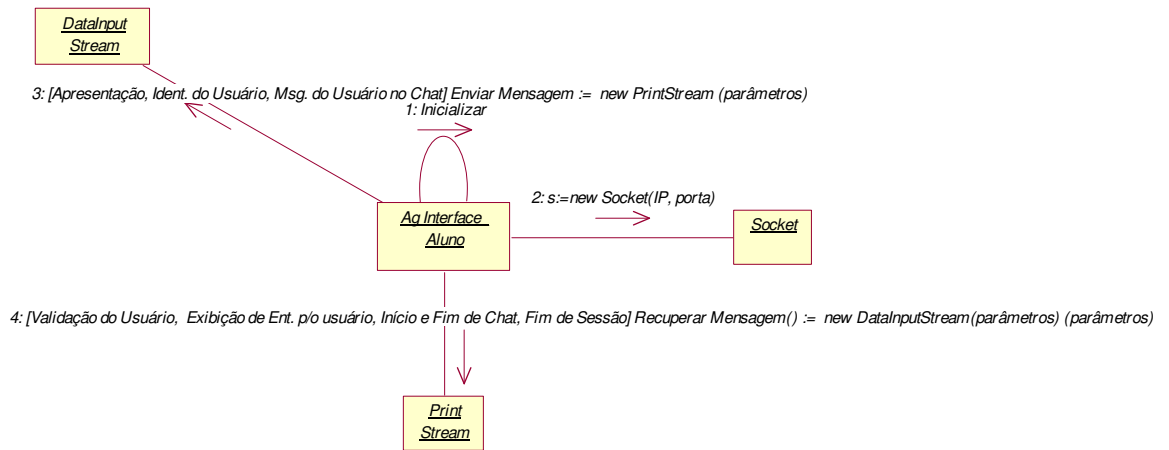 DataInput
Stream
3: [Apresentação, Ident. do Usuário, Msg. do Usuário no Chat] Enviar Mensagem := new PrintStream (parâmetros)
1: Inicializar
2: s:=new Socket(IP, porta)
Ag Interface_
Aluno
Socket
4: [Validação do Usuário, Exibição de Ent. p/o usuário, Início e Fim de Chat, Fim de Sessão] Recuperar Mensagem() := new DataInputStream(parâmetros) (parâmetros)
Print
Stream